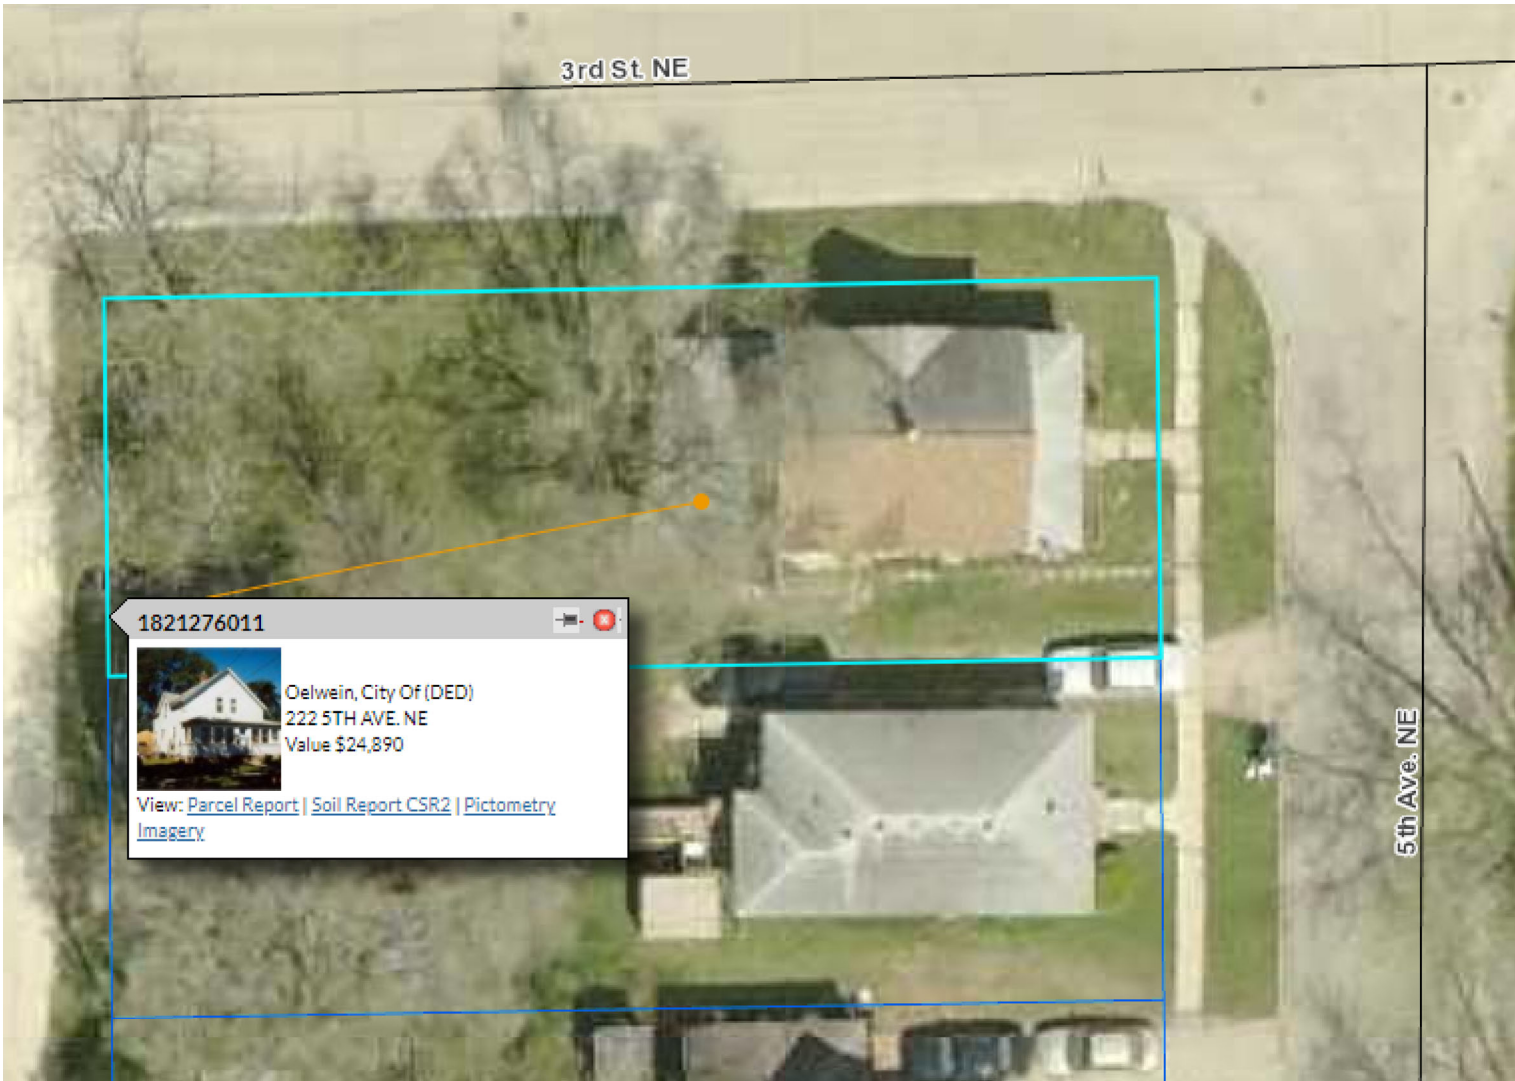 3rd St. NE
1821276011
Oelwein, City Of (DED)
222 5TH AVE. NE
Value $24,890
View: Parcel Report | Soil Report CSR2 | Pictometry
Imagery
5th Ave. NE